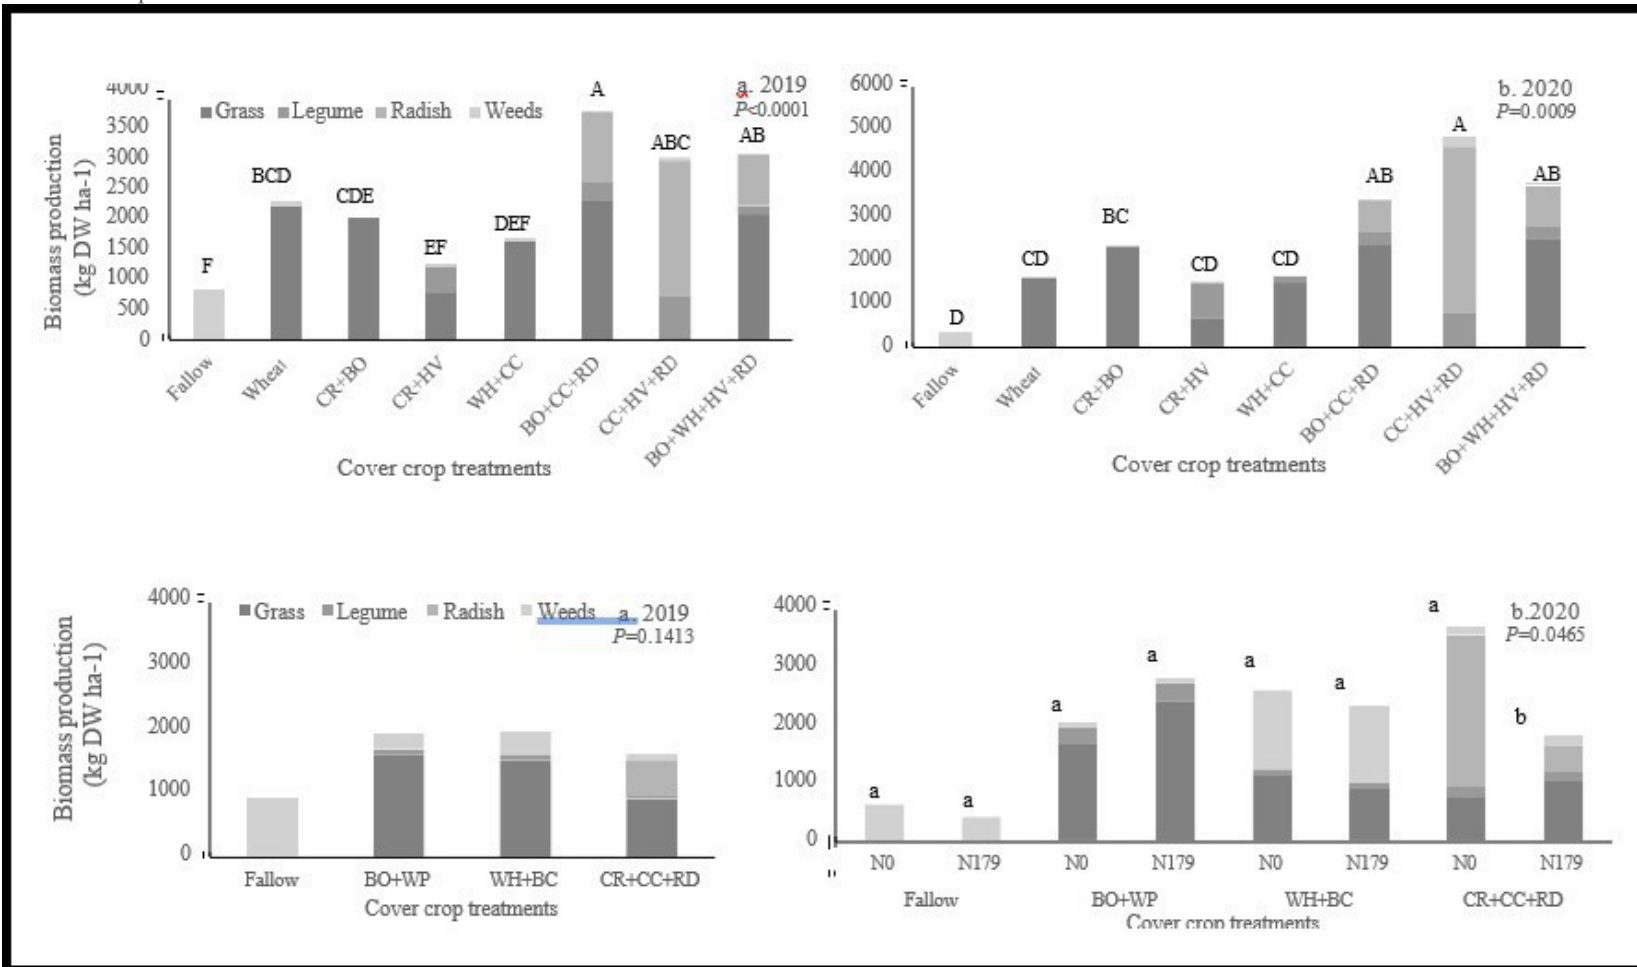 4000
3500
3000
2500
2000
1500
1000
500
0
Biomass production
(kg DW ha-1)
Grass Legume Radish Weeds
a. 2019
P<0.0001
F
BCD
CDE
EF
DEF
A
ABC
AB
Fallow
Wheat
CR+BO
CR+HV
WH+CC
BO+CC+RD
CC+HV+RD
BO+WH+HV+RD
Cover crop treatments
6000
5000
4000
3000
2000
1000
0
b. 2020
P=0.0009
D
CD
BC
CD
CD
AB
A
AB
Fallow
Wheat
CR+BO
CR+HV
WH+CC
BO+CC+RD
CC+HV+RD
BO+WH+HV+RD
Cover crop treatments
4000
3000
2000
1000
0
Biomass production
(kg DW ha-1)
Grass Legume Radish Weeds
a. 2019
P=0.1413
Fallow
BO+WP
WH+BC
CR+CC+RD
Cover crop treatments
4000
3000
2000
1000
0
b.2020
P=0.0465
a
a
a
a
a
a
a
b
N0 N179 N0 N179 N0 N179 N0 N179
Fallow BO+WP WH+BC CR+CC+RD
Cover crop treatments